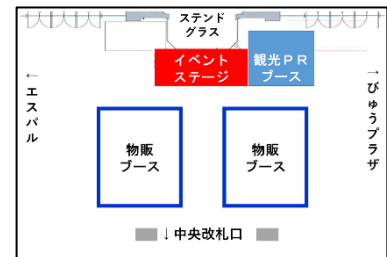 ステンド
グラス
イベント
ステージ
観光ＰＲ
ブース
←エスパル
→びゅうプラザ
物販
ブース
物販
ブース
↓中央改札口